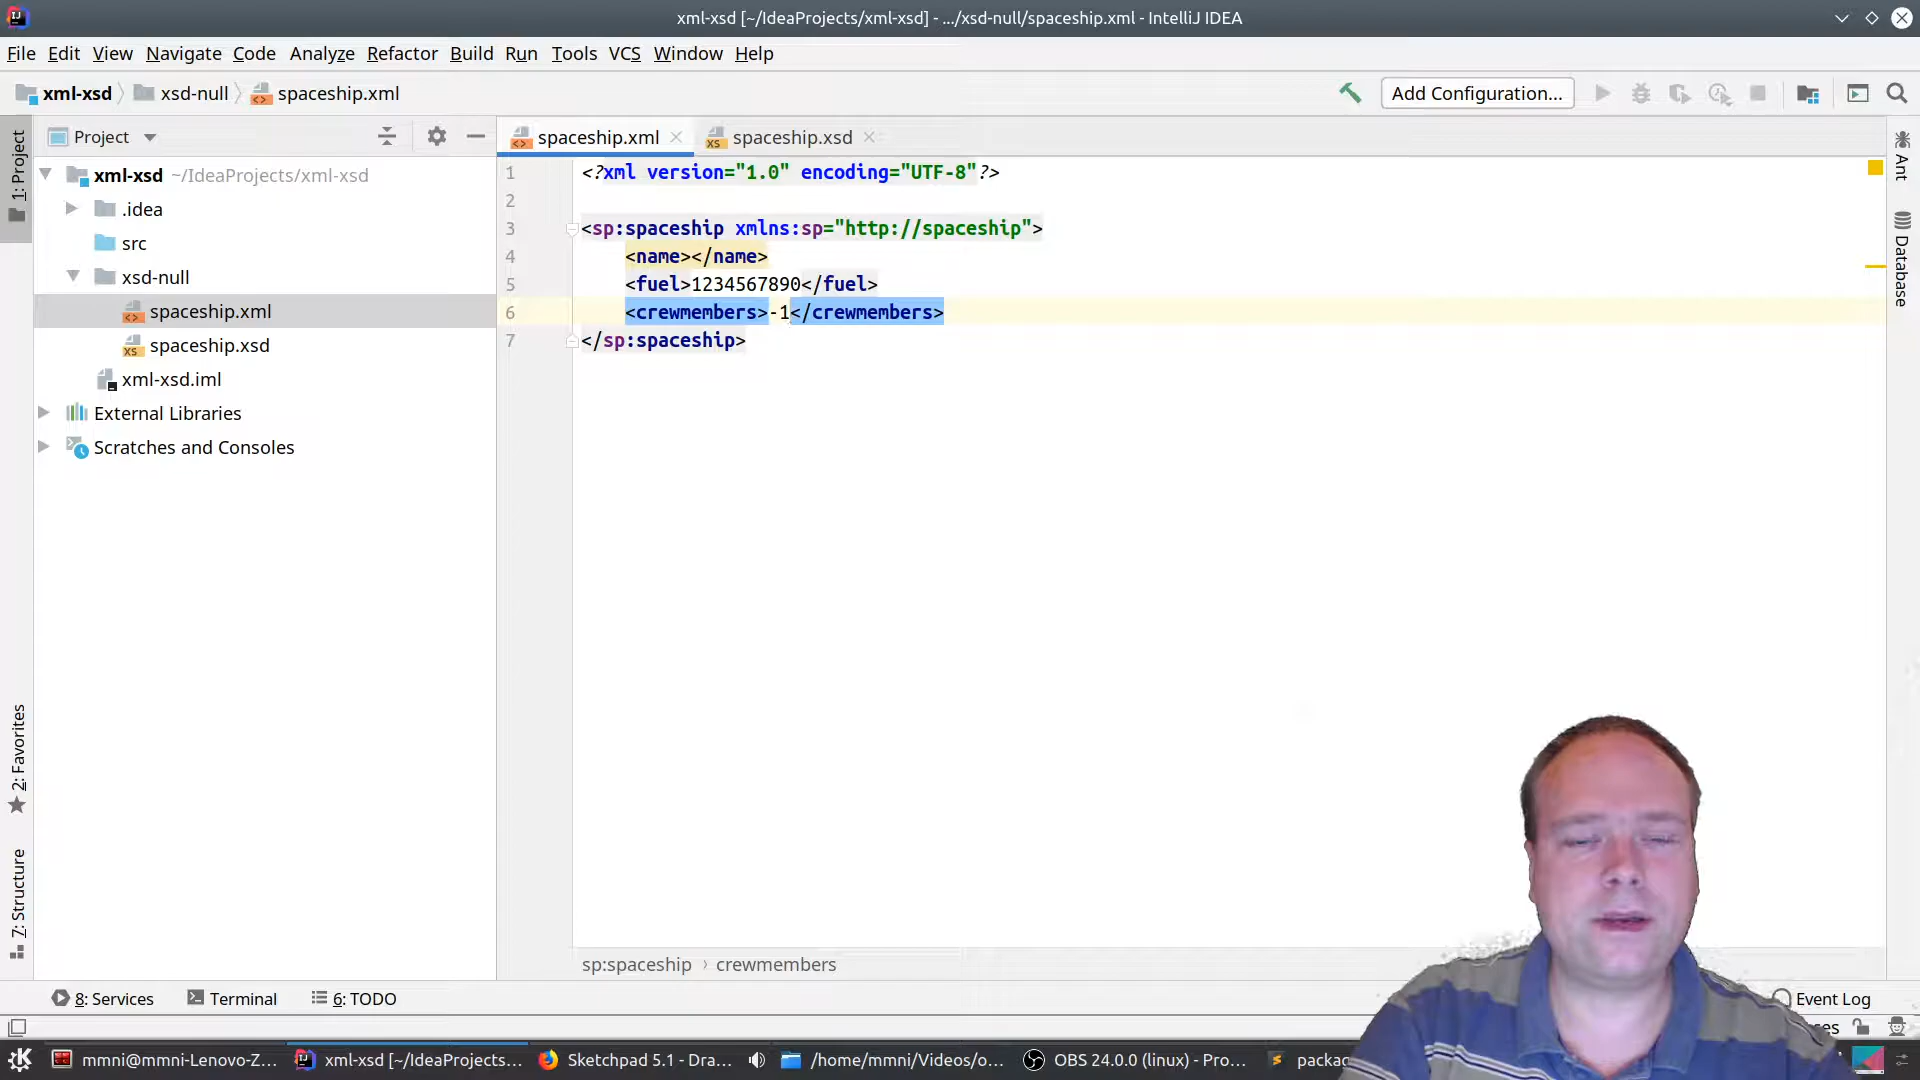 xml-xsd [~/IdeaProjects/xml-xsd] - .../xsd-null/spaceship.xml - IntelliJ IDEA
File Edit View Navigate Code Analyze Refactor Build Run Tools VCS Window Help
xml-xsd xsd-null spaceship.xml Add Configuration...
1: Project
Project
spaceship.xml
spaceship.xsd
xml-xsd ~/IdeaProjects/xml-xsd
.idea
src
xsd-null
spaceship.xml
spaceship.xsd
xml-xsd.iml
External Libraries
Scratches and Consoles
1 <?xml version="1.0" encoding="UTF-8"?>
2
3 <sp:spaceship xmlns:sp="http://spaceship">
4 <name></name>
5 <fuel>1234567890</fuel>
6 <crewmembers>-1</crewmembers>
7 </sp:spaceship>
Ant
Database
2: Favorites
7: Structure
sp:spaceship › crewmembers
8: Services Terminal 6: TODO Event Log
mmni@mmni-Lenovo-Z... xml-xsd [~/IdeaProjects... Sketchpad 5.1 - Dra... /home/mmni/Videos/o... OBS 24.0.0 (linux) - Pro...